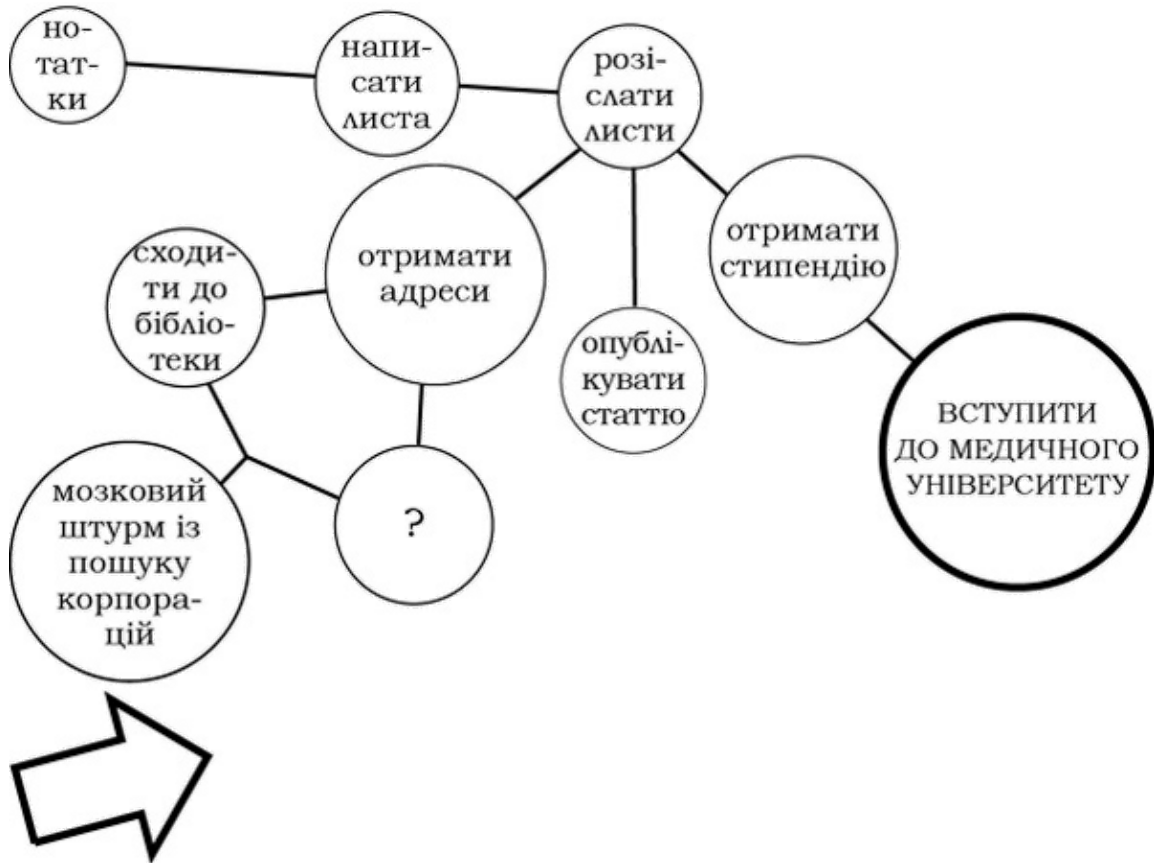 но-
тат-
ки
напи-
сати
листа
розі-
слати
листи
отримати
стипендію
отримати
адреси
сходи-
ти до
бібліо-
теки
опублі-
кувати
статтю
ВСТУПИТИ
ДО МЕДИЧНОГО
УНІВЕРСИТЕТУ
мозковий
штурм із
пошуку
корпора-
цій
?